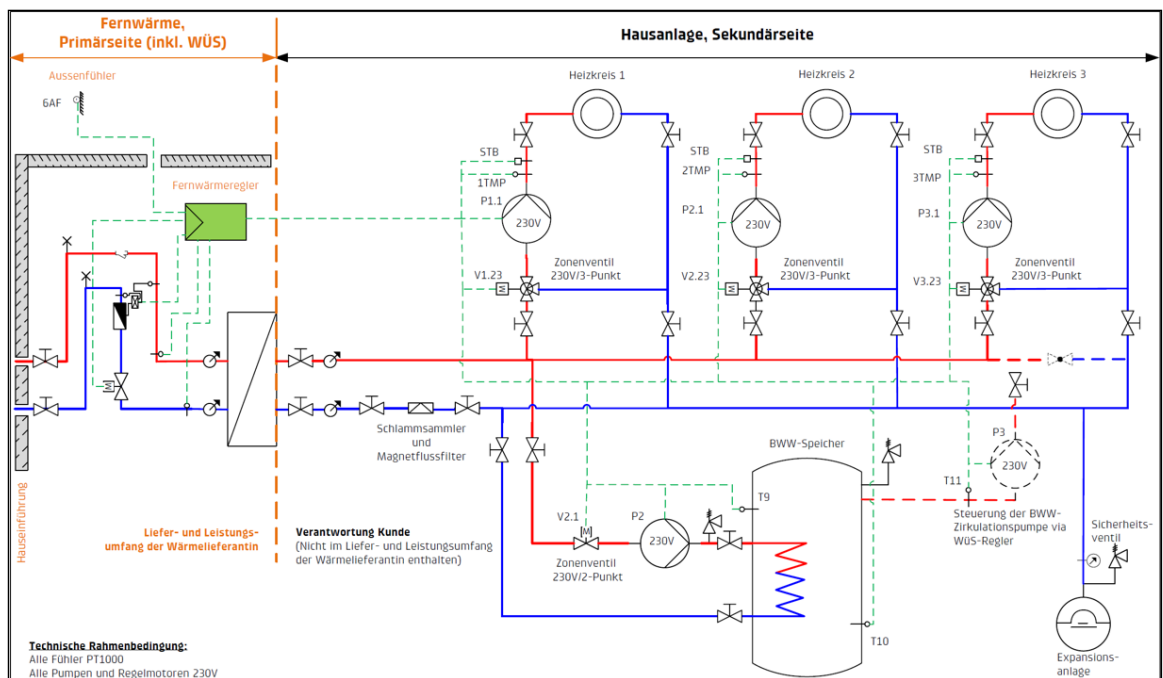 Fernwärme,
Primärseite (inkl. WÜS)
Hausanlage, Sekundärseite
Aussenfühler
6AF
Fernwärmeregler
Heizkreis 1
Heizkreis 2
Heizkreis 3
STB
1TMP
P1.1
230V
V1.23
M
Zonenventil
230V/3-Punkt
STB
2TMP
P2.1
230V
V2.23
M
Zonenventil
230V/3-Punkt
STB
3TMP
P3.1
230V
V3.23
M
Zonenventil
230V/3-Punkt
M
Schlammsammler
und
Magnetflussfilter
BWW-Speicher
P3
230V
T11
Steuerung der BWW-
Zirkulationspumpe via
WüS-Regler
Sicherheits-
ventil
T9
V2.1
M
P2
230V
Zonenventil
230V/2-Punkt
T10
Expansions-
anlage
Hauseinführung
Liefer- und Leistungs-
umfang der Wärmelieferantin
Verantwortung Kunde
(Nicht im Liefer- und Leistungsumfang
der Wärmelieferantin enthalten)
Technische Rahmenbedingung:
Alle Fühler PT1000
Alle Pumpen und Regelmotoren 230V